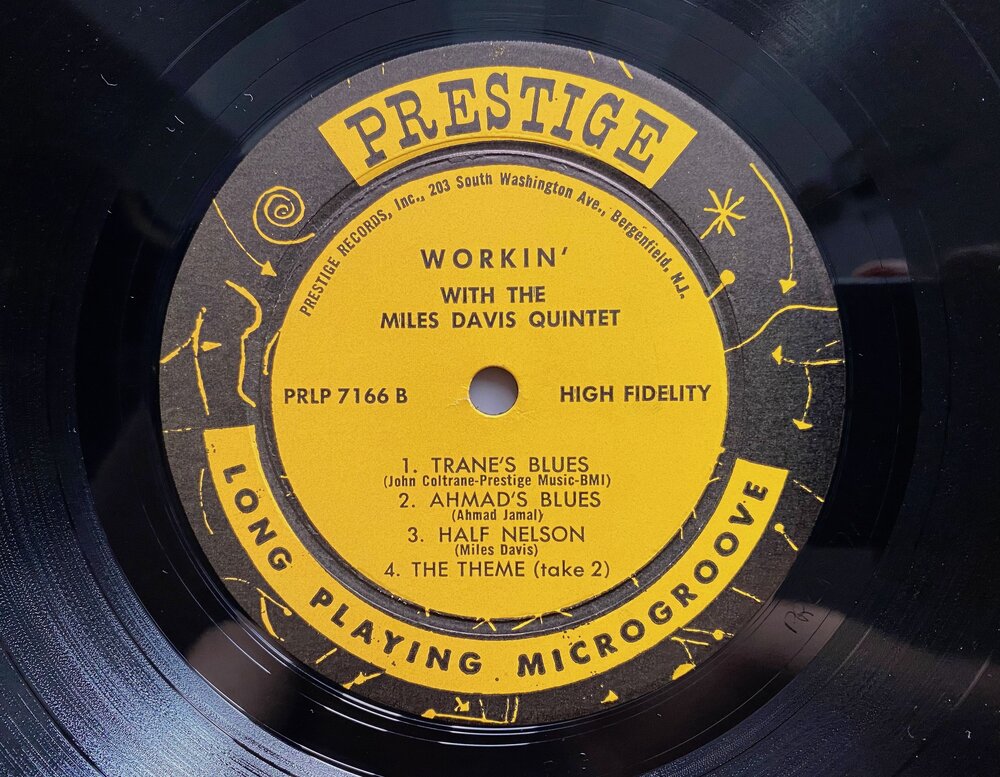 PRESTIGE
PRESTIGE RECORDS, Inc., 203 South Washington Ave., Bergenfield, N.J.
WORKIN'
WITH THE
MILES DAVIS QUINTET
PRLP 7166 B
HIGH FIDELITY
1. TRANE'S BLUES
(John Coltrane-Prestige Music-BMI)
2. AHMAD'S BLUES
(Ahmad Jamal)
3. HALF NELSON
(Miles Davis)
4. THE THEME (take 2)
LONG PLAYING MICROGROOVE